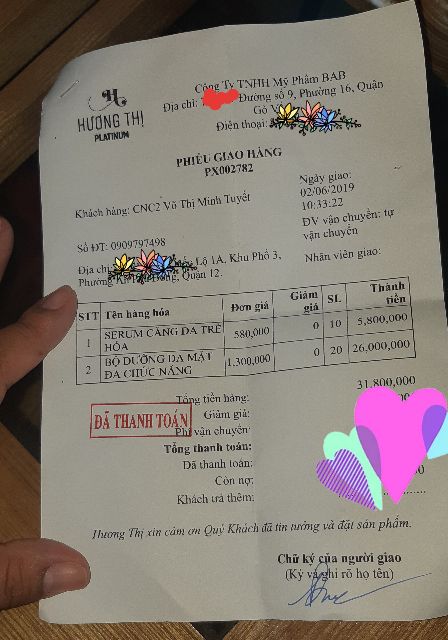 Công Ty TNHH Mỹ Phẩm BAB
Địa chỉ: Đường số 9, Phường 16, Quận
Gò V
Điện thoại:
H
HƯƠNG THỊ
PLATINUM
PHIẾU GIAO HÀNG
PX002782
Ngày giao:
02/06/2019
10:33:22
Khách hàng: CNC2 Võ Thị Minh Tuyết
ĐV vận chuyển: tự
vận chuyển
Số ĐT: 0909797498
Nhân viên giao:
Địa chỉ: Lô 1A, Khu Phố 3,
Phường Đông, Quận 12.
STT Tên hàng hóa Đơn giá Giảm giá SL Thành tiền
1 SERUM CĂNG DA TRẺ HÓA 580,000 0 10 5,800,000
2 BỘ DƯỠNG DA MẶT ĐA CHỨC NĂNG 1,300,000 0 20 26,000,000
Tổng tiền hàng: 31,800,000
Giảm giá:
ĐÃ THANH TOÁN
Phí vận chuyển:
Tổng thanh toán:
Đã thanh toán:
Còn nợ:
Khách trả thêm:
Hương Thị xin cảm ơn Quý Khách đã tin tưởng và đặt sản phẩm.
Chữ ký của người giao
(Ký và ghi rõ họ tên)